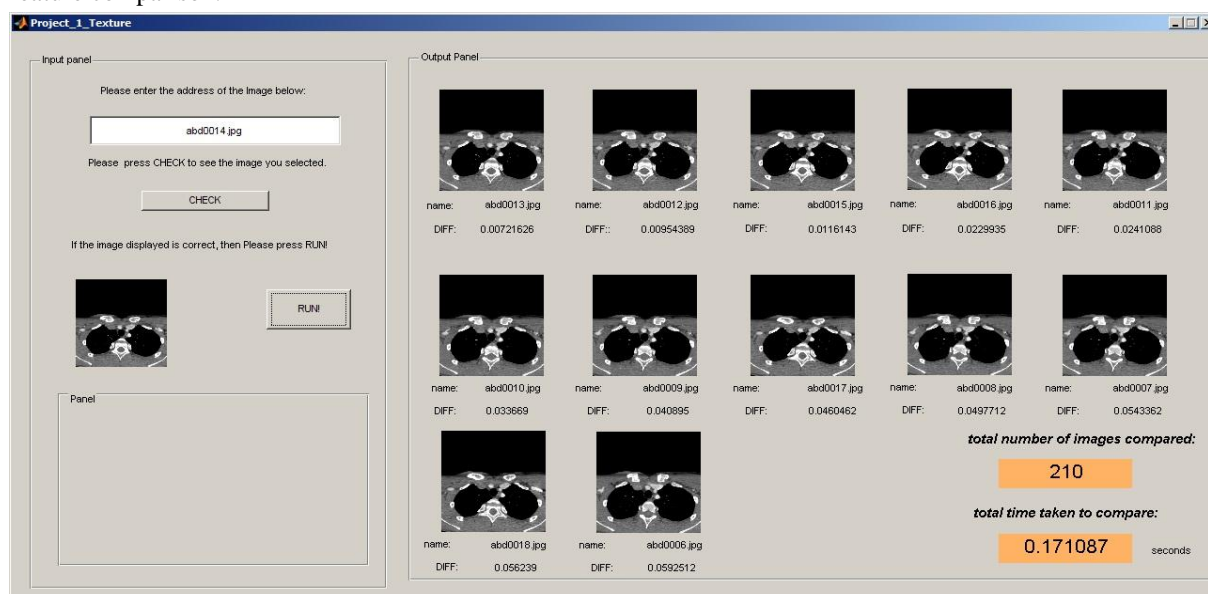 Project_1_Texture
Input panel
Please enter the address of the Image below:
abd0014.jpg
Please press CHECK to see the image you selected.
CHECK
If the image displayed is correct, then Please press RUN!
RUN!
Panel
Output Panel
name: abd0013.jpg name: abd0012.jpg name: abd0015.jpg name: abd0016.jpg name: abd0011.jpg
DIFF: 0.00721626 DIFF:: 0.00954389 DIFF: 0.0116143 DIFF: 0.0229935 DIFF: 0.0241088
name: abd0010.jpg name: abd0009.jpg name: abd0017.jpg name: abd0008.jpg name: abd0007.jpg
DIFF: 0.033669 DIFF: 0.040895 DIFF: 0.0460462 DIFF: 0.0497712 DIFF: 0.0543362
name: abd0018.jpg name: abd0006.jpg
DIFF: 0.056239 DIFF: 0.0592512
total number of images compared:
210
total time taken to compare:
0.171087 seconds